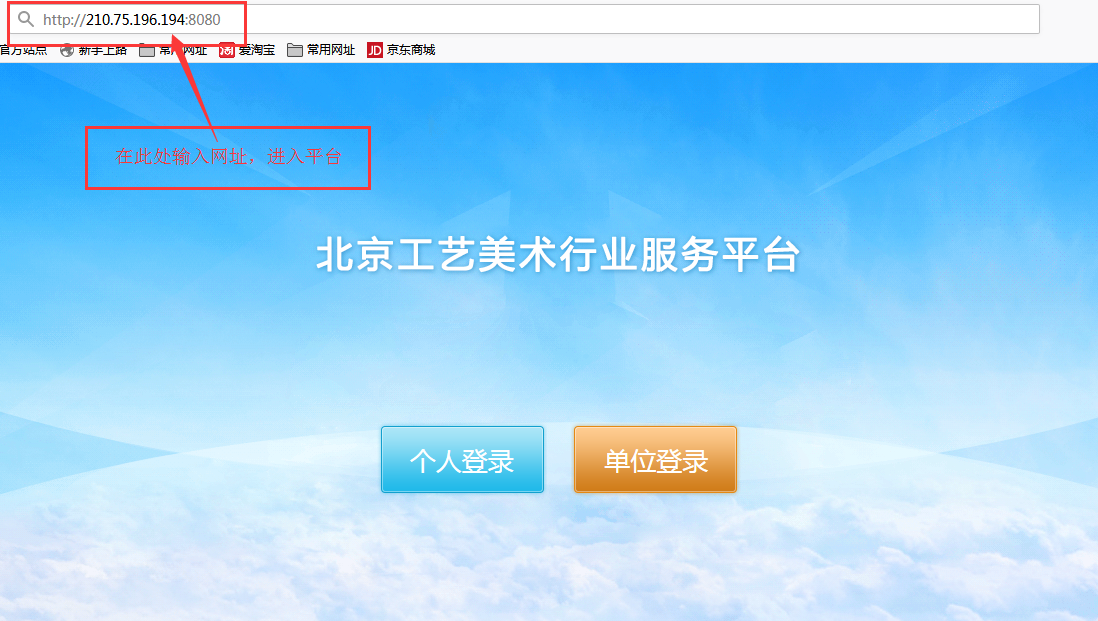 http://210.75.196.194:8080
官方站点 新手上路 常用网址 淘 爱淘宝 常用网址 JD 京东商城
在此处输入网址，进入平台
北京工艺美术行业服务平台
个人登录 单位登录